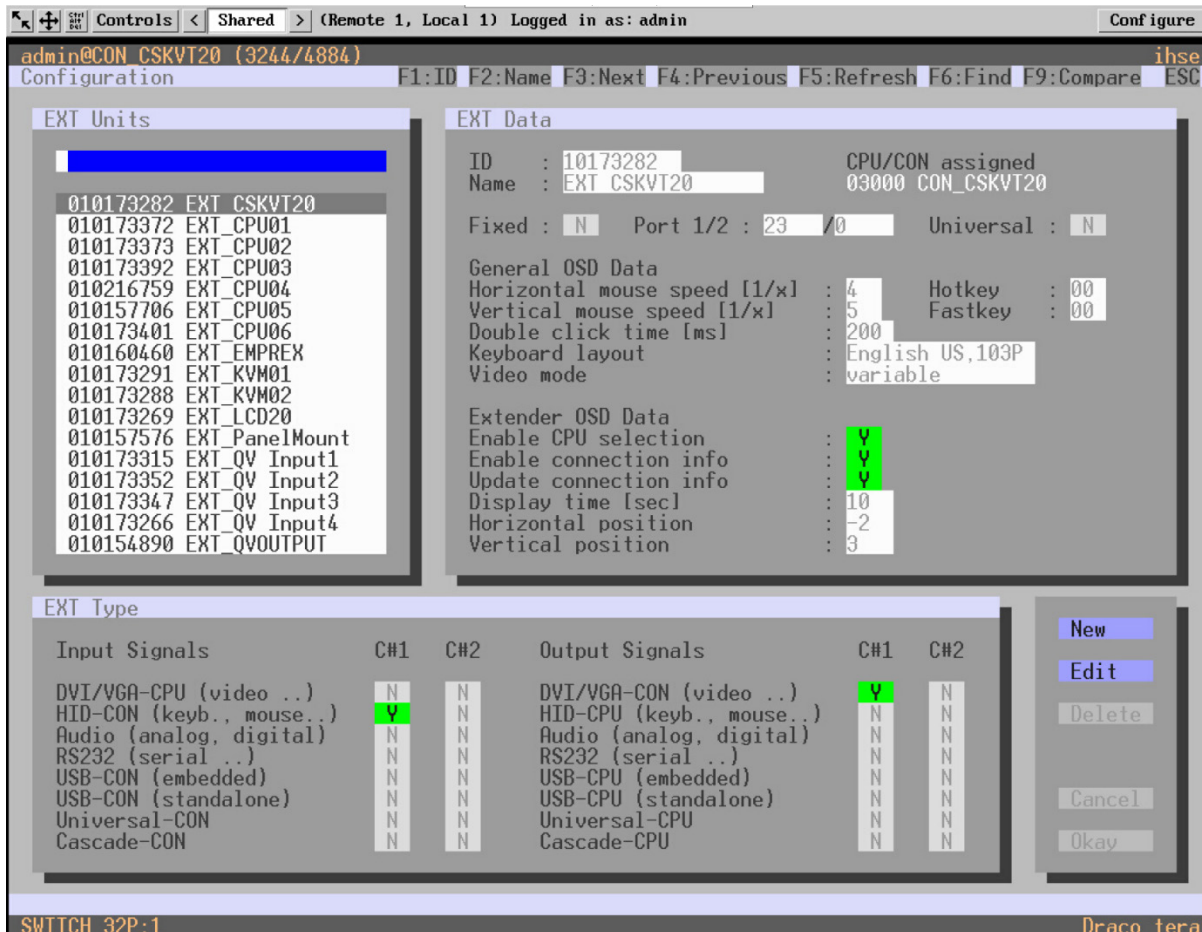 Ctrl Alt Del Controls < Shared > (Remote 1, Local 1) Logged in as: admin Configure
admin@CON_CSKVT20 (3244/4884) ihse
Configuration F1:ID F2:Name F3:Next F4:Previous F5:Refresh F6:Find F9:Compare ESC
EXT Units
010173282 EXT_CSKVT20
010173372 EXT_CPU01
010173373 EXT_CPU02
010173392 EXT_CPU03
010216759 EXT_CPU04
010157706 EXT_CPU05
010173401 EXT_CPU06
010160460 EXT_EMPREX
010173291 EXT_KVM01
010173288 EXT_KVM02
010173269 EXT_LCD20
010157576 EXT_PanelMount
010173315 EXT_QV Input1
010173352 EXT_QV Input2
010173347 EXT_QV Input3
010173266 EXT_QV Input4
010154890 EXT_QVOUTPUT
EXT Data
ID : 10173282 CPU/CON assigned
Name : EXT_CSKVT20 03000 CON_CSKVT20
Fixed : N Port 1/2 : 23 /0 Universal : N
General OSD Data
Horizontal mouse speed [1/x] : 4 Hotkey : 00
Vertical mouse speed [1/x] : 5 Fastkey : 00
Double click time [ms] : 200
Keyboard layout : English US,103P
Video mode : variable
Extender OSD Data
Enable CPU selection : Y
Enable connection info : Y
Update connection info : Y
Display time [sec] : 10
Horizontal position : -2
Vertical position : 3
EXT Type
Input Signals C#1 C#2 Output Signals C#1 C#2
DVI/VGA-CPU (video ..) N N DVI/VGA-CON (video ..) Y N
HID-CON (keyb., mouse..) Y N HID-CPU (keyb., mouse..) N N
Audio (analog, digital) N N Audio (analog, digital) N N
RS232 (serial ..) N N RS232 (serial ..) N N
USB-CON (embedded) N N USB-CPU (embedded) N N
USB-CON (standalone) N N USB-CPU (standalone) N N
Universal-CON N N Universal-CPU N N
Cascade-CON N N Cascade-CPU N N
New
Edit
Delete
Cancel
Okay
SWITCH_32P:1 Draco tera